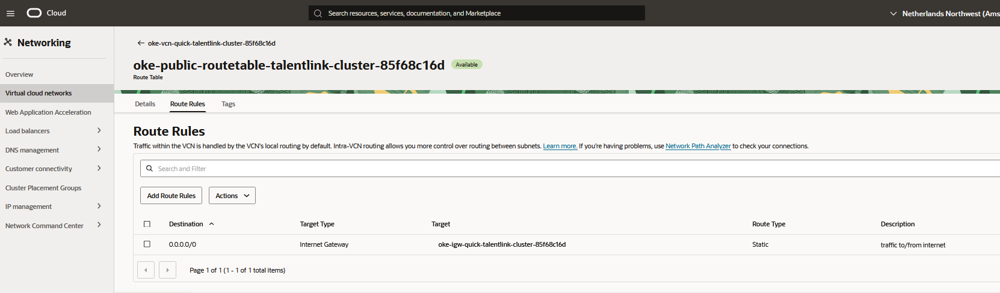 Cloud
Search resources, services, documentation, and Marketplace
Netherlands Northwest (Ams
Networking
Overview
Virtual cloud networks
Web Application Acceleration
Load balancers
DNS management
Customer connectivity
Cluster Placement Groups
IP management
Network Command Center
oke-vcn-quick-talentlink-cluster-85f68c16d
oke-public-routetable-talentlink-cluster-85f68c16d Available
Route Table
Details Route Rules Tags
Route Rules
Traffic within the VCN is handled by the VCN's local routing by default. Intra-VCN routing allows you more control over routing between subnets. Learn more. If you're having problems, use Network Path Analyzer to check your connections.
Search and Filter
Add Route Rules Actions
Destination Target Type Target Route Type Description
0.0.0.0/0 Internet Gateway oke-igw-quick-talentlink-cluster-85f68c16d Static traffic to/from internet
Page 1 of 1 (1 - 1 of 1 total items)